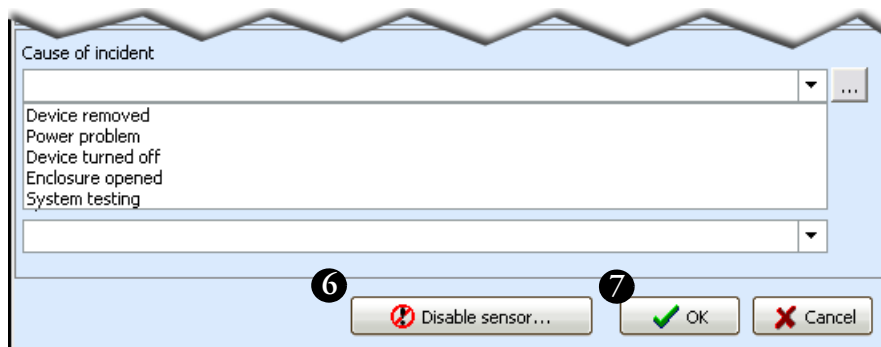 Cause of incident
...
Device removed
Power problem
Device turned off
Enclosure opened
System testing
6
7
Disable sensor...
OK
Cancel